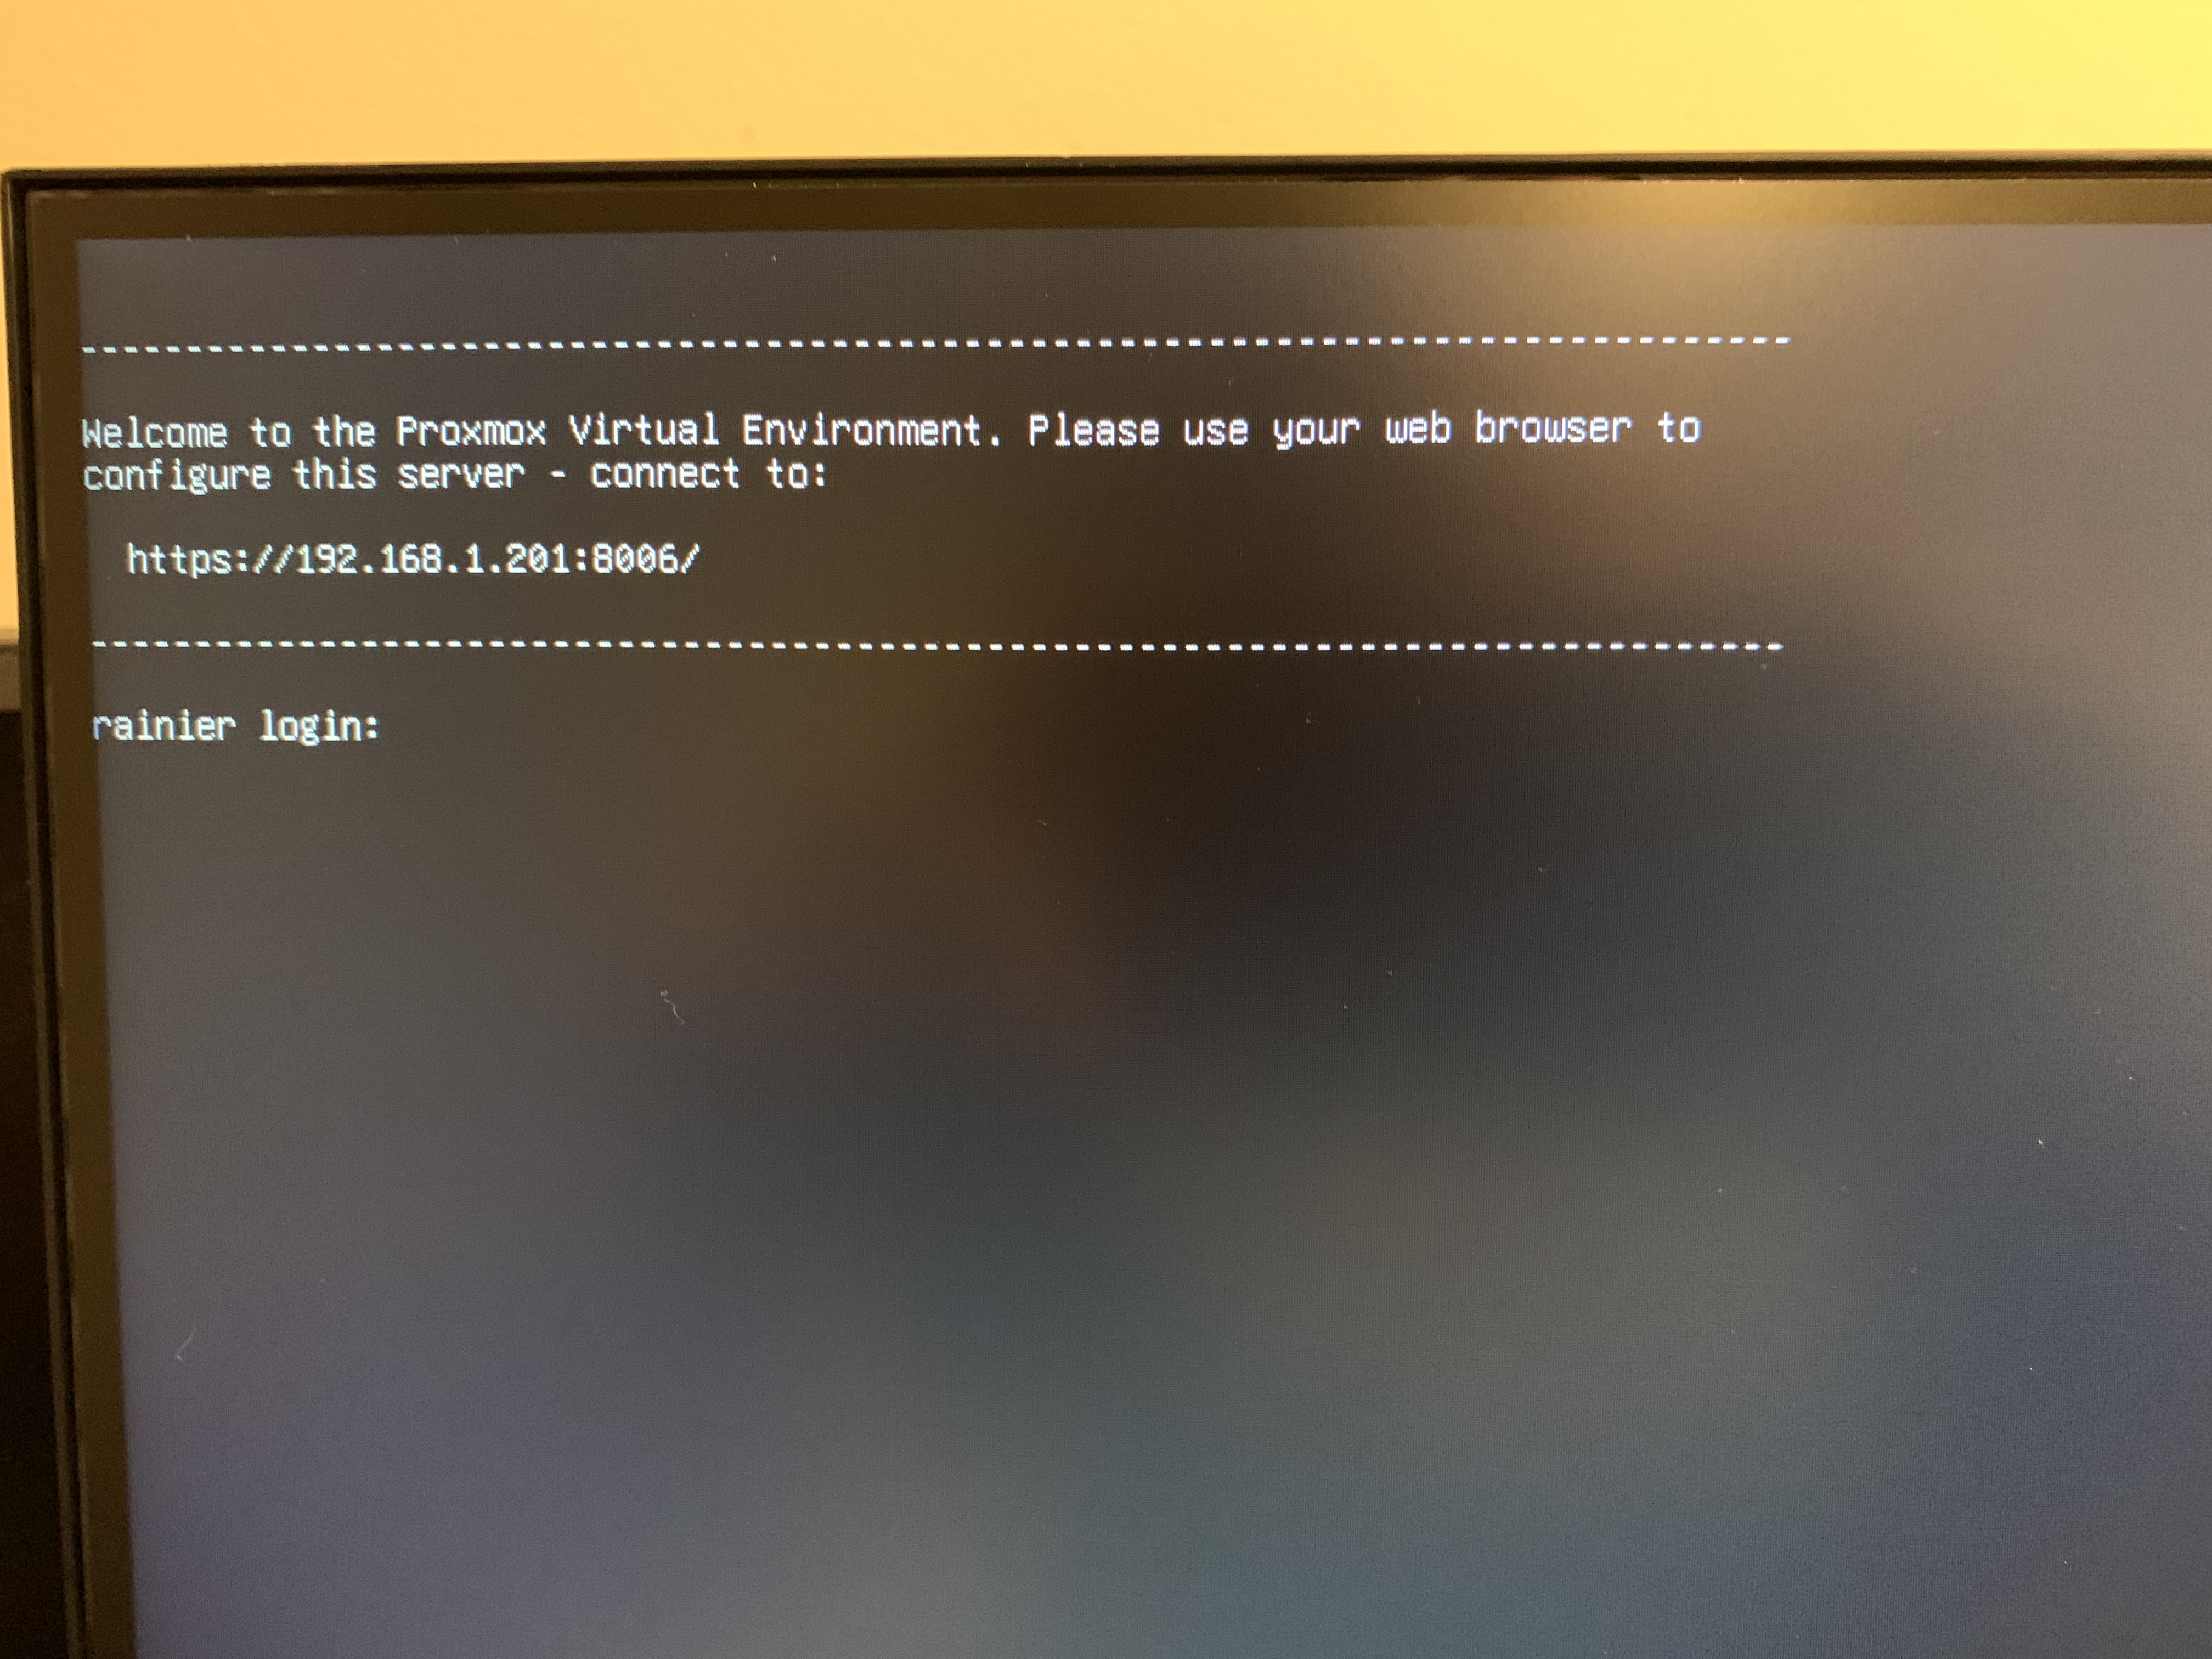 --------------------------------------------------------------------------------
Welcome to the Proxmox Virtual Environment. Please use your web browser to
configure this server - connect to:
https://192.168.1.201:8006/
--------------------------------------------------------------------------------
rainier login: